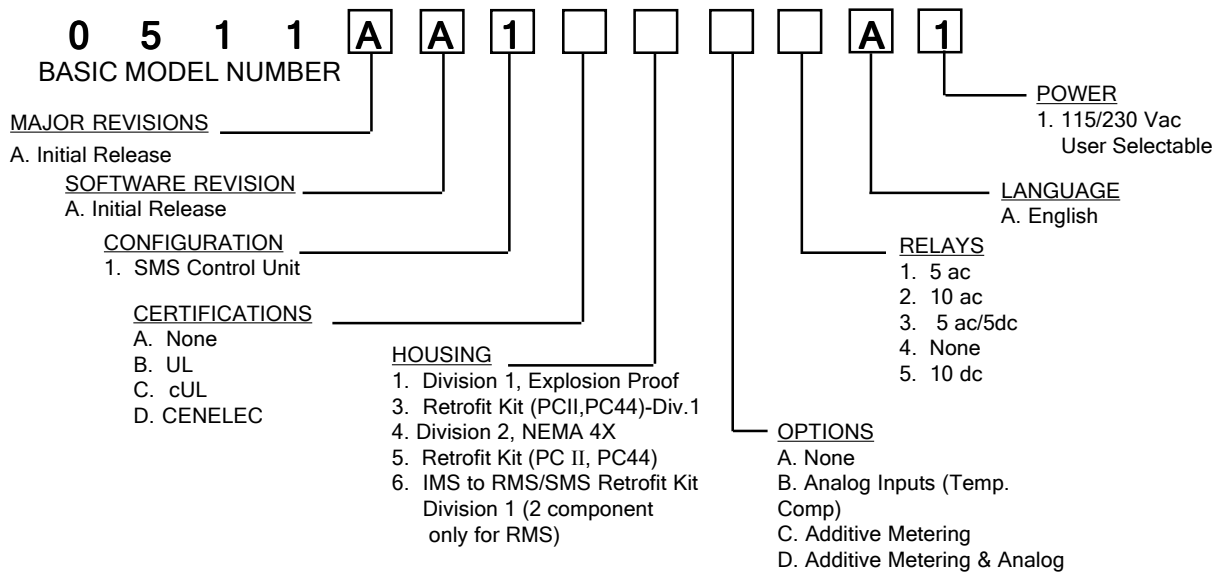 0 5 1 1 A A 1 A 1
BASIC MODEL NUMBER
MAJOR REVISIONS
A. Initial Release
SOFTWARE REVISION
A. Initial Release
CONFIGURATION
1. SMS Control Unit
CERTIFICATIONS
A. None
B. UL
C. cUL
D. CENELEC
HOUSING
1. Division 1, Explosion Proof
3. Retrofit Kit (PCII,PC44)-Div.1
4. Division 2, NEMA 4X
5. Retrofit Kit (PC II, PC44)
6. IMS to RMS/SMS Retrofit Kit
Division 1 (2 component
only for RMS)
OPTIONS
A. None
B. Analog Inputs (Temp.
Comp)
C. Additive Metering
D. Additive Metering & Analog
RELAYS
1. 5 ac
2. 10 ac
3. 5 ac/5dc
4. None
5. 10 dc
LANGUAGE
A. English
POWER
1. 115/230 Vac
User Selectable